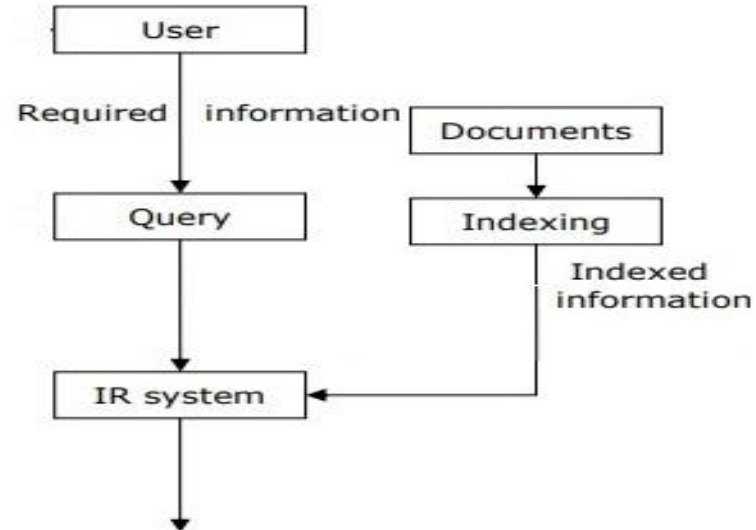 User
Required information
Documents
Query
Indexing
Indexed
information
IR system